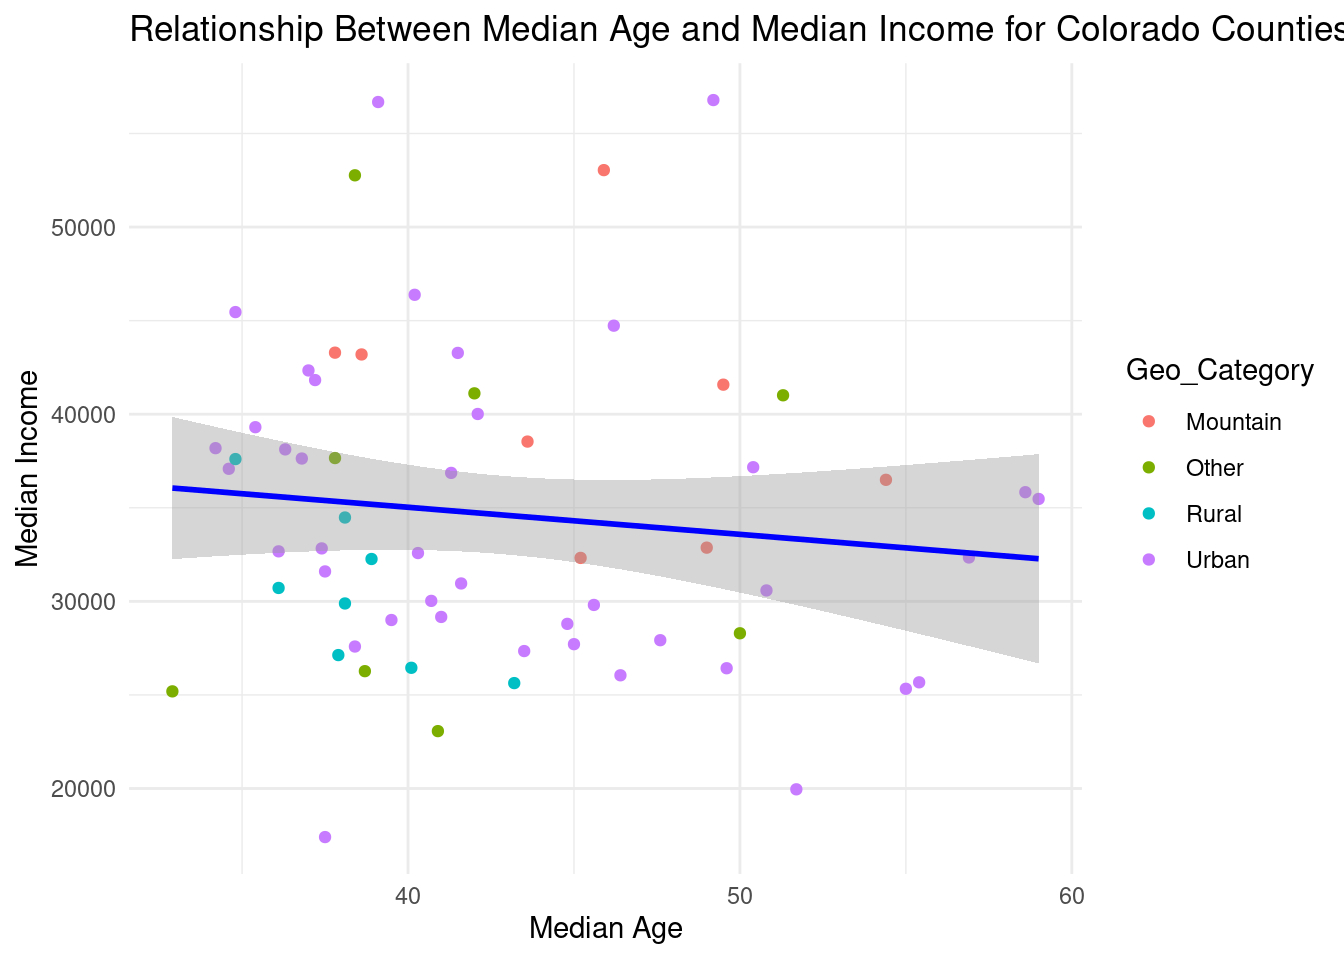 Relationship Between Median Age and Median Income for Colorado Counties
Median Income
50000
40000
30000
20000
40
50
60
Median Age
Geo_Category
Mountain
Other
Rural
Urban